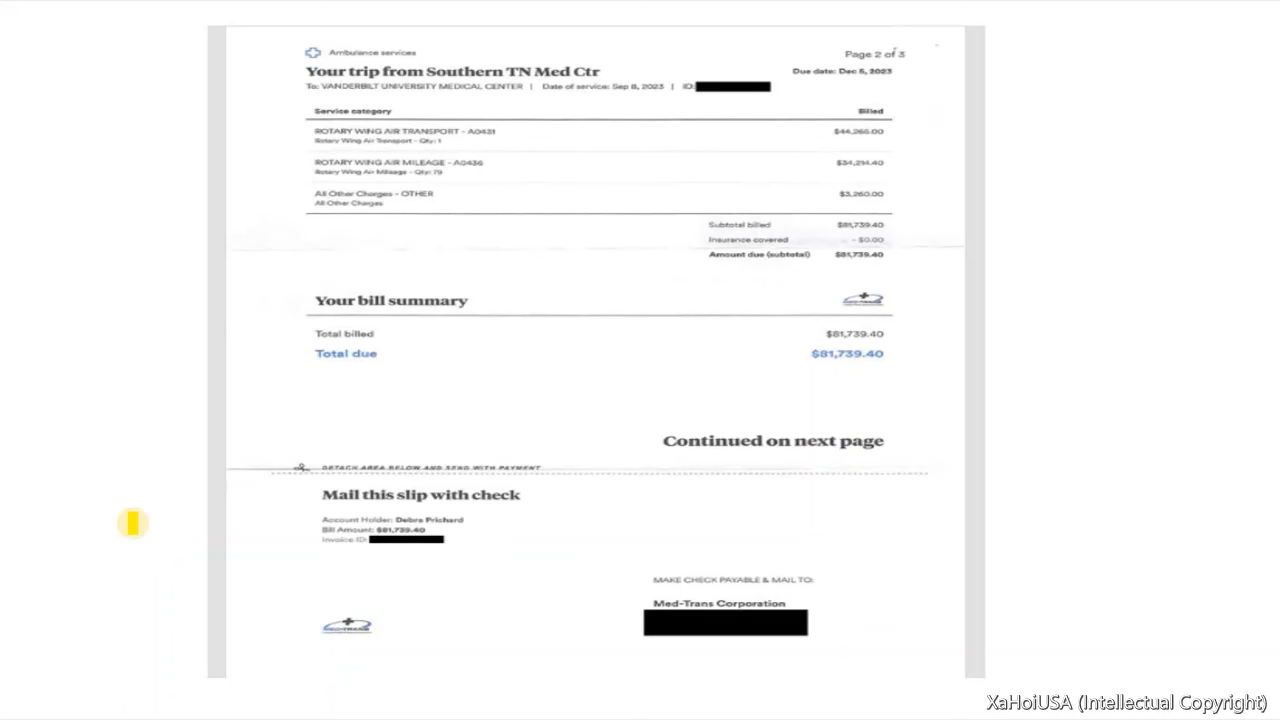 Ambulance services
Page 2 of 3
Your trip from Southern TN Med Ctr
Due date: Dec 5, 2023
To: VANDERBILT UNIVERSITY MEDICAL CENTER | Date of service: Sep 8, 2023 | ID:
Service category Billed
ROTARY WING AIR TRANSPORT - A0431 $44,265.00
Rotary Wing Air Transport - Qty: 1
ROTARY WING AIR MILEAGE - A0436 $34,214.40
Rotary Wing Air Mileage - Qty: 79
All Other Charges - OTHER $3,260.00
All Other Charges
Subtotal billed $81,739.40
Insurance covered - $0.00
Amount due (subtotal) $81,739.40
Your bill summary
Total billed $81,739.40
Total due $81,739.40
Continued on next page
DETACH AREA BELOW AND SEND WITH PAYMENT
Mail this slip with check
Account Holder: Debra Prichard
Bill Amount: $81,739.40
Invoice ID:
MAKE CHECK PAYABLE & MAIL TO:
Med-Trans Corporation
XaHoiUSA (Intellectual Copyright)